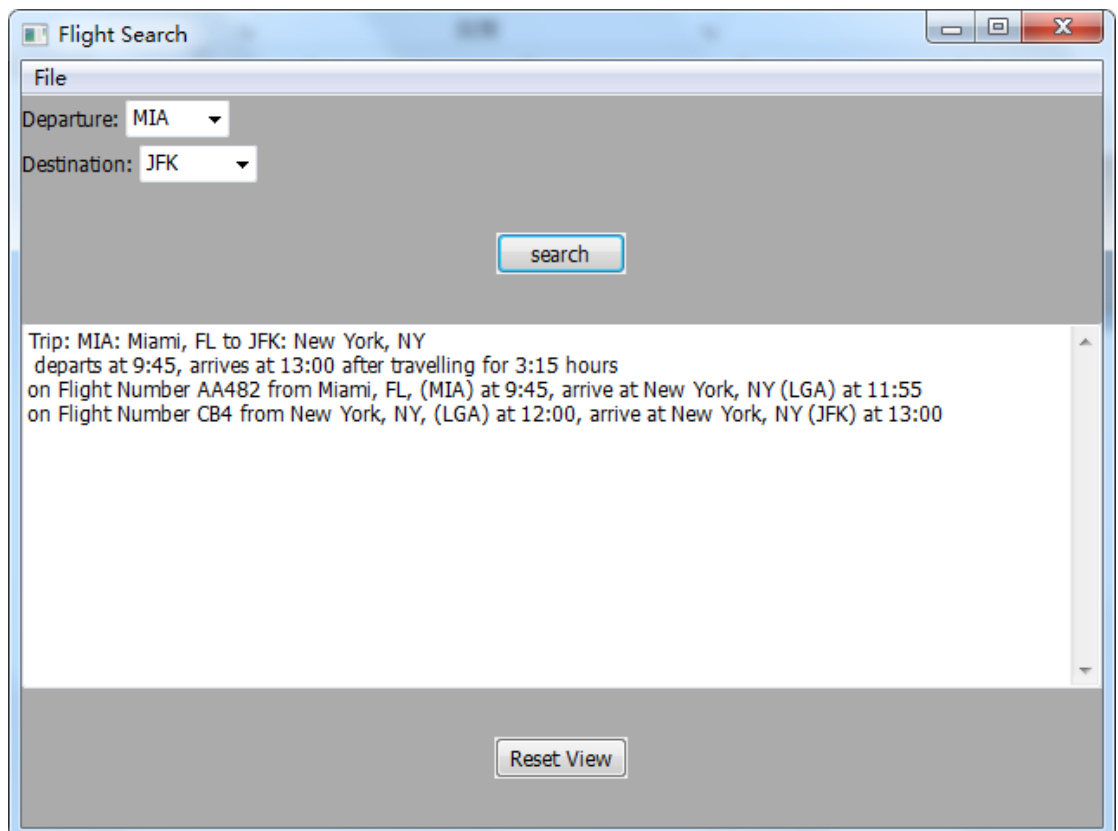 Flight Search
File
Departure: MIA
Destination: JFK
search
Trip: MIA: Miami, FL to JFK: New York, NY
departs at 9:45, arrives at 13:00 after travelling for 3:15 hours
on Flight Number AA482 from Miami, FL, (MIA) at 9:45, arrive at New York, NY (LGA) at 11:55
on Flight Number CB4 from New York, NY, (LGA) at 12:00, arrive at New York, NY (JFK) at 13:00
Reset View